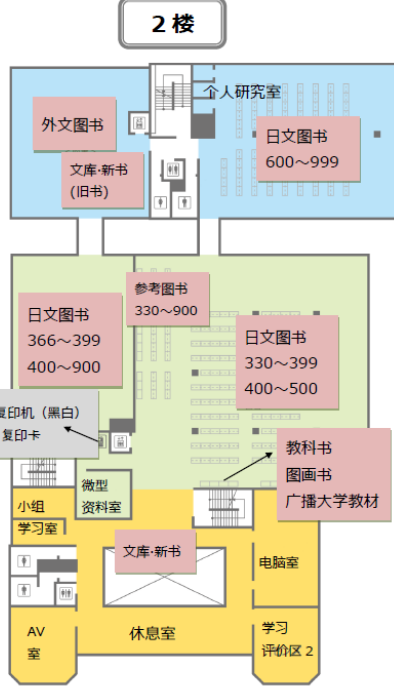 2楼
个人研究室
外文图书
日文图书
600～999
文库·新书
(旧书)
参考图书
330～900
日文图书
366～399
400～900
日文图书
330～399
400～500
复印机（黑白）
复印卡
教科书
图画书
广播大学教材
微型
资料室
小组
学习室
文库·新书
电脑室
AV
室
休息室
学习
评价区 2